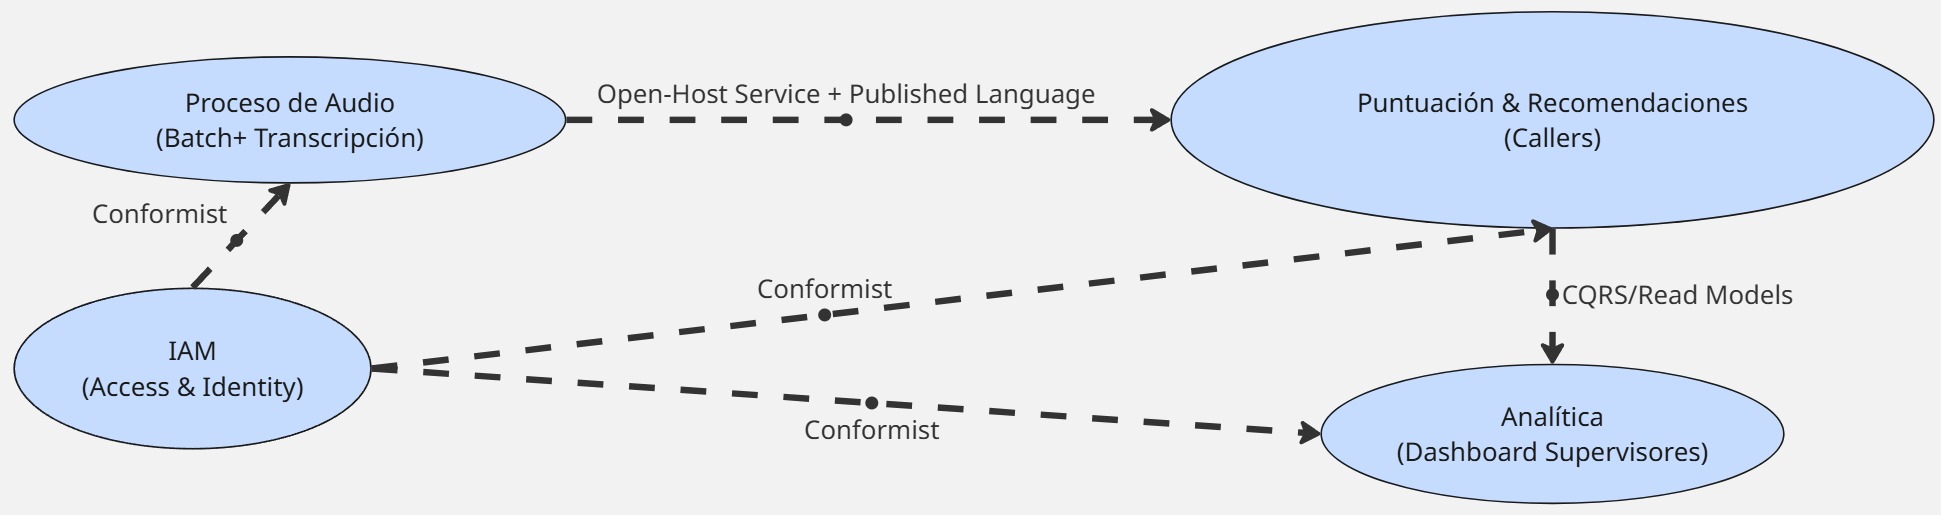 Proceso de Audio
(Batch+ Transcripción)
Open-Host Service + Published Language
Puntuación & Recomendaciones
(Callers)
Conformist
IAM
(Access & Identity)
Conformist
CQRS/Read Models
Conformist
Analítica
(Dashboard Supervisores)